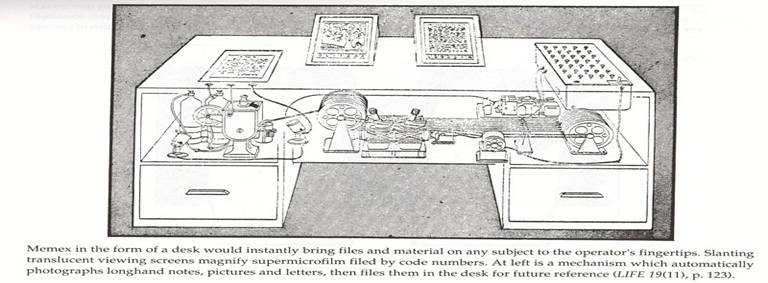 Memex in the form of a desk would instantly bring files and material on any subject to the operator's fingertips. Slanting
translucent viewing screens magnify supermicrofilm filed by code numbers. At left is a mechanism which automatically
photographs longhand notes, pictures and letters, then files them in the desk for future reference (LIFE 19(11), p. 123).